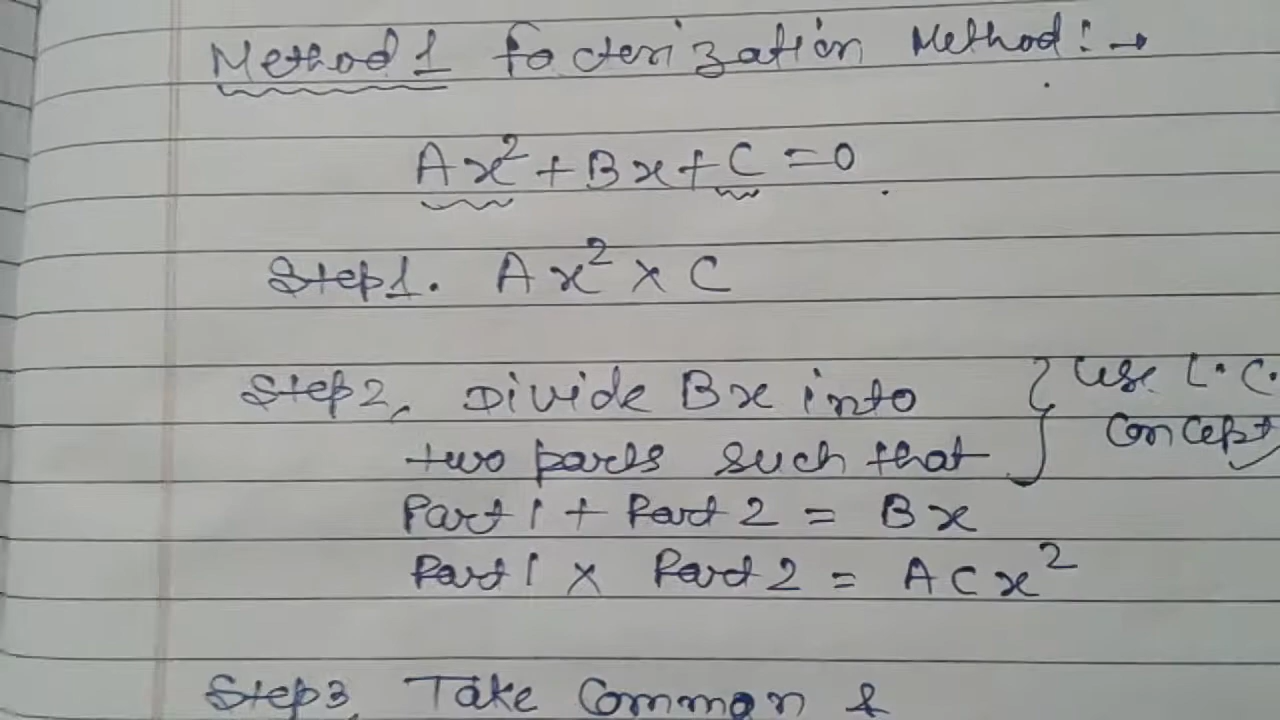 Method 1 Factorization Method :→
Ax² + Bx + C = 0
Step 1. Ax² × C
Step 2. Divide Bx into
two parts such that
} Use L.C.
Concept
Part 1 + Part 2 = Bx
Part 1 × Part 2 = ACx²
Step 3. Take Common &